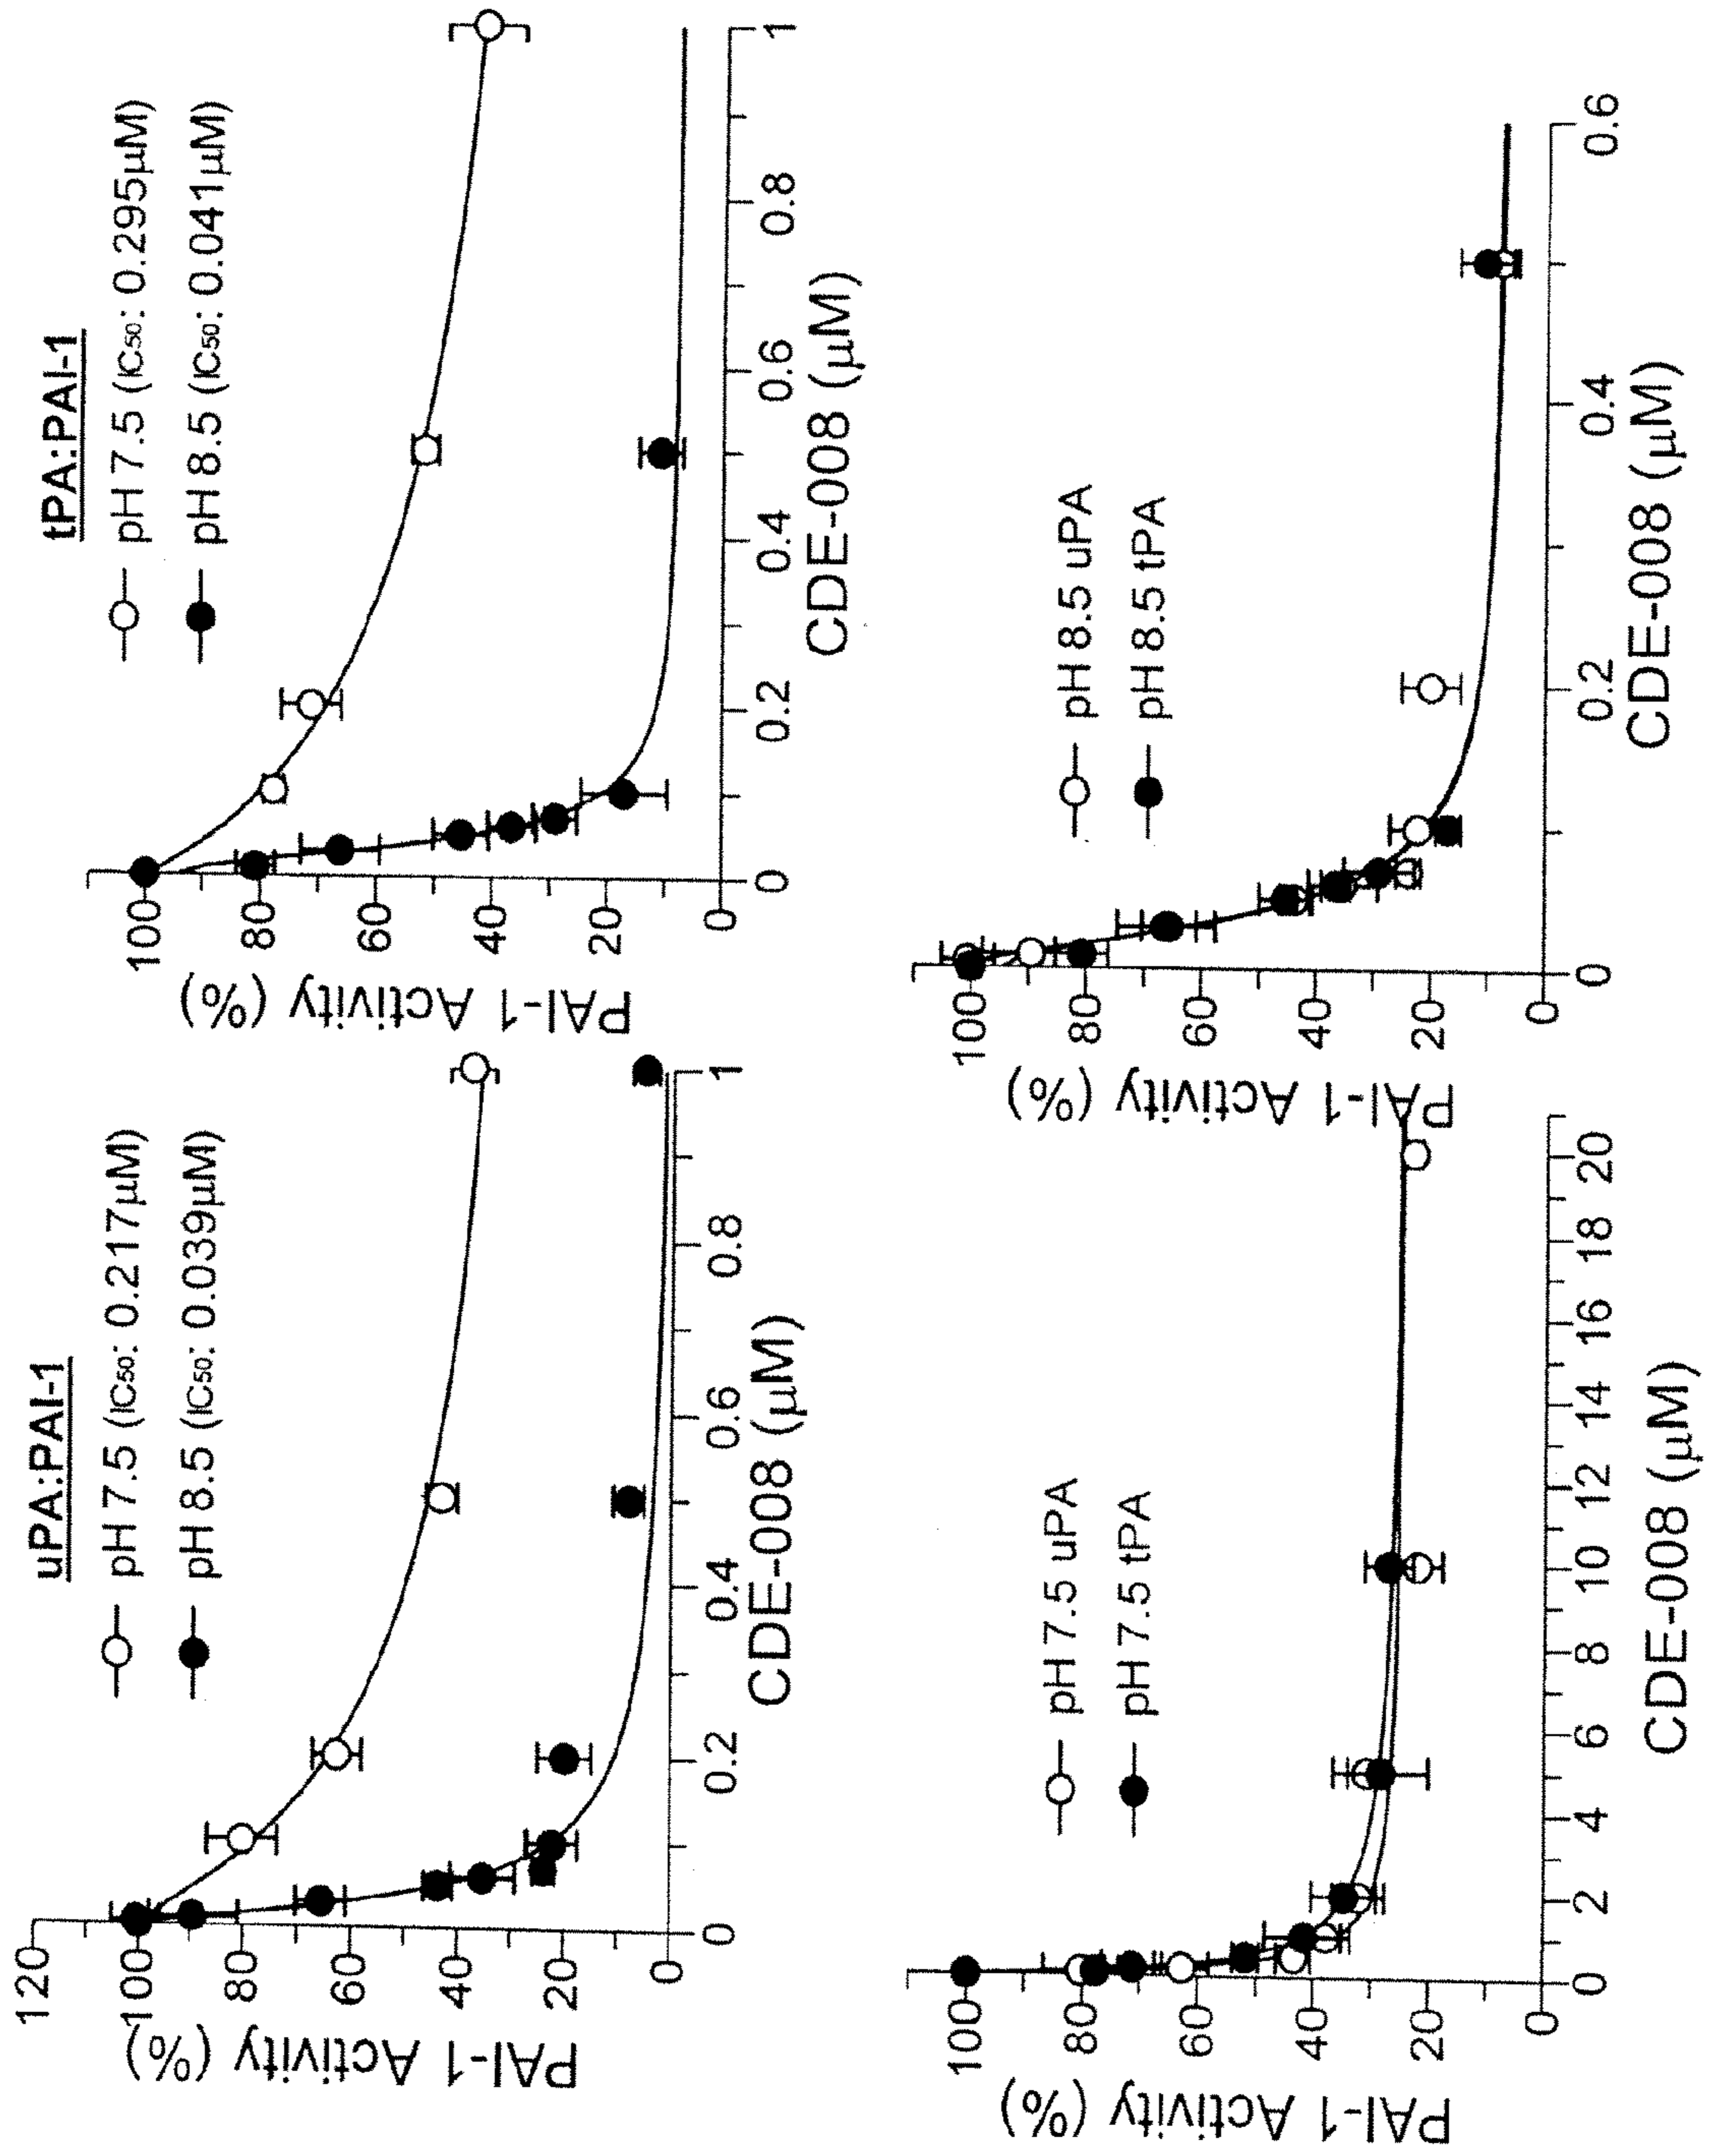 uPA:PAI-1
pH 7.5 (IC50: 0.217μM)
pH 8.5 (IC50: 0.039μM)
PAI-1 Activity (%)
120
100
80
60
40
20
0
0 0.2 0.4 0.6 0.8 1
CDE-008 (μM)
tPA:PAI-1
pH 7.5 (IC50: 0.295μM)
pH 8.5 (IC50: 0.041μM)
PAI-1 Activity (%)
100
80
60
40
20
0
0 0.2 0.4 0.6 0.8 1
CDE-008 (μM)
pH 7.5 uPA
pH 7.5 tPA
PAI-1 Activity (%)
100
80
60
40
20
0
0 2 4 6 8 10 12 14 16 18 20
CDE-008 (μM)
pH 8.5 uPA
pH 8.5 tPA
PAI-1 Activity (%)
100
80
60
40
20
0
0 0.2 0.4 0.6
CDE-008 (μM)